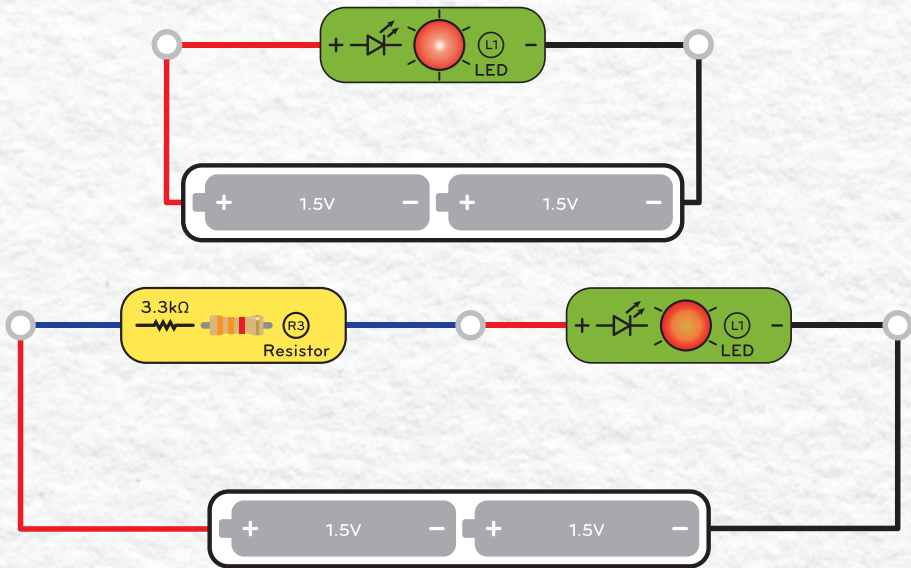 + L1 -
LED
+ 1.5V - + 1.5V -
3.3kΩ
R3
Resistor
+ L1 -
LED
+ 1.5V - + 1.5V -